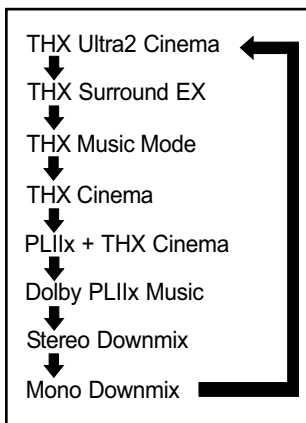 THX Ultra2 Cinema
THX Surround EX
THX Music Mode
THX Cinema
PLIIx + THX Cinema
Dolby PLIIx Music
Stereo Downmix
Mono Downmix